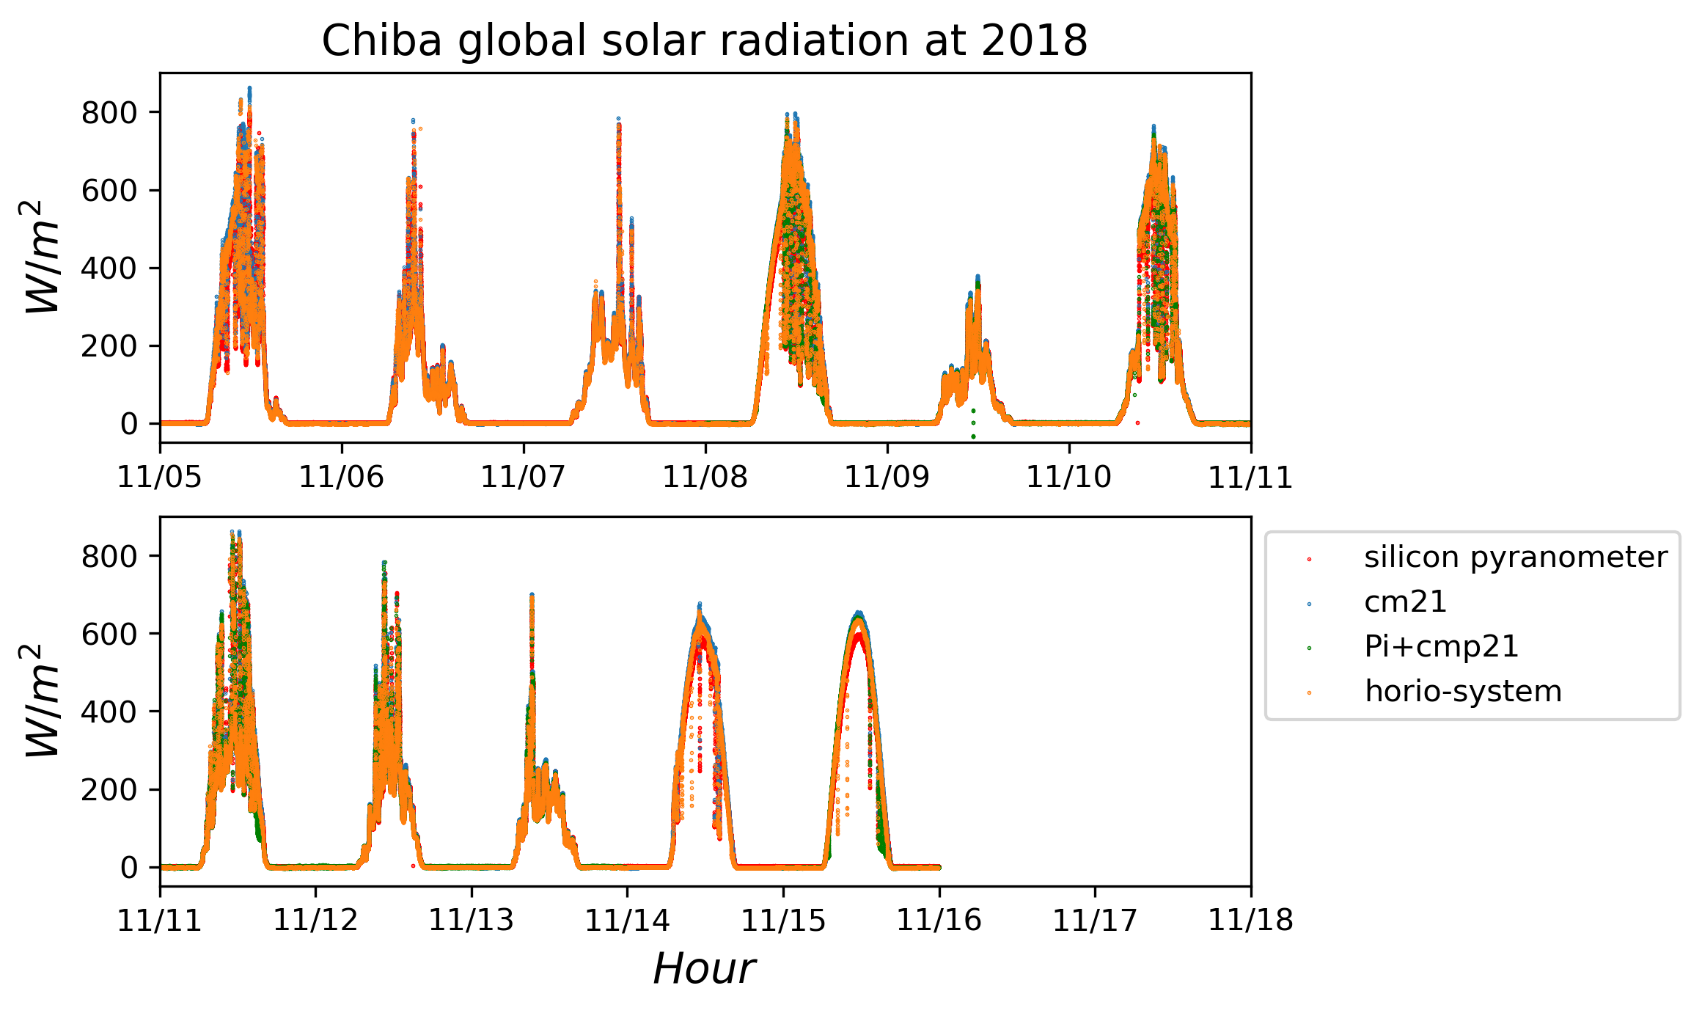 Chiba global solar radiation at 2018
800
600
400
200
0
W/m²
11/05 11/06 11/07 11/08 11/09 11/10 11/11
800
600
400
200
0
W/m²
11/11 11/12 11/13 11/14 11/15 11/16 11/17 11/18
Hour
silicon pyranometer
cm21
Pi+cmp21
horio-system